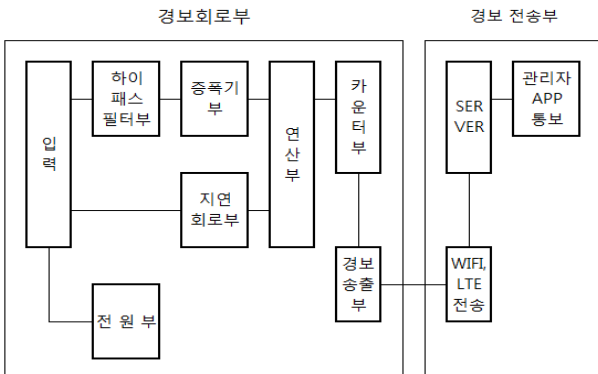 경보회로부
경보 전송부
입
력
하이
패스
필터부
증폭기
부
지연
회로부
전 원 부
연
산
부
카
운
터
부
경보
송출
부
SER
VER
관리자
APP
통보
WIFI,
LTE
전송